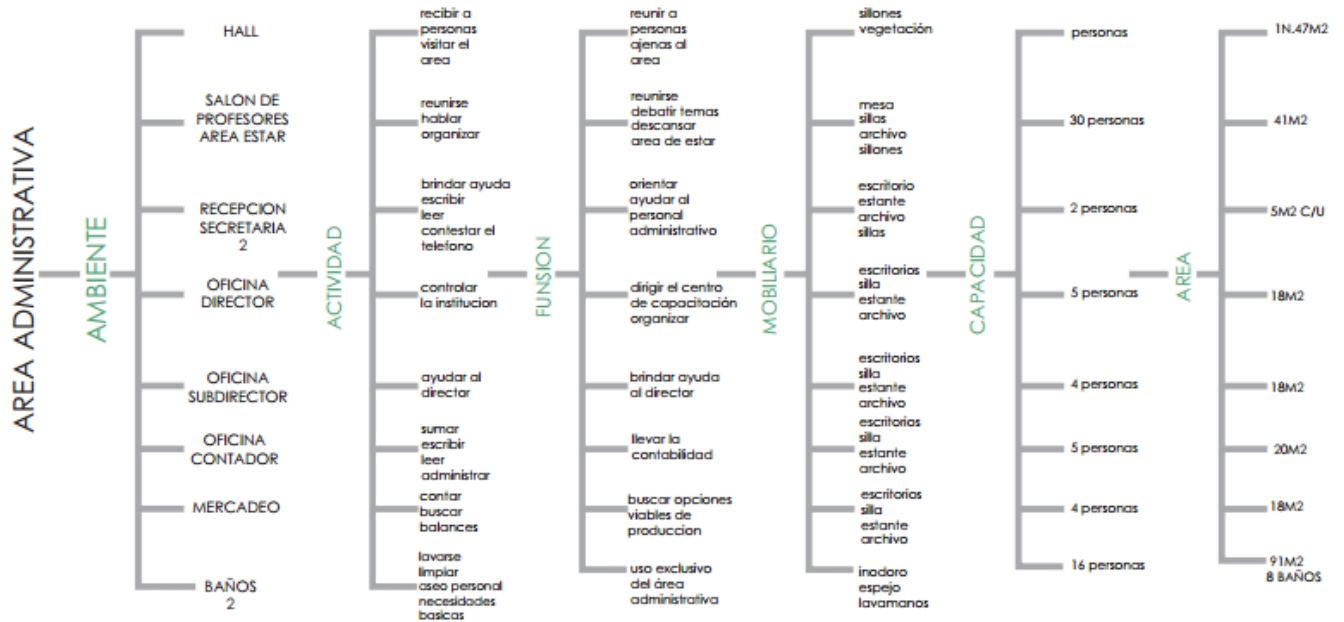 AREA ADMINISTRATIVA
AMBIENTE
HALL
SALON DE
PROFESORES
AREA ESTAR
RECEPCION
SECRETARIA
2
OFICINA
DIRECTOR
OFICINA
SUBDIRECTOR
OFICINA
CONTADOR
MERCADEO
BAÑOS
2
ACTIVIDAD
recibir a
personas
visitar el
area
reunirse
hablar
organizar
brindar ayuda
escribir
leer
contestar el
telefono
controlar
la institucion
ayudar al
director
sumar
escribir
leer
administrar
contar
buscar
balances
lavarse
limpiar
aseo personal
necesidades
basicas
FUNSION
reunir a
personas
ajenas al
area
reunirse
debatir temas
descansar
area de estar
orientar
ayudar al
personal
administrativo
dirigir el centro
de capacitación
organizar
brindar ayuda
al director
llevar la
contabilidad
buscar opciones
viables de
produccion
uso exclusivo
del área
administrativa
MOBILIARIO
sillones
vegetación
mesa
sillas
archivo
sillones
escritorio
estante
archivo
sillas
escritorios
silla
estante
archivo
escritorios
silla
estante
archivo
escritorios
silla
estante
archivo
escritorios
silla
estante
archivo
inodoro
espejo
lavamanos
CAPACIDAD
personas
30 personas
2 personas
5 personas
4 personas
5 personas
4 personas
16 personas
AREA
1N.47M2
41M2
5M2 C/U
18M2
18M2
20M2
18M2
91M2
8 BAÑOS